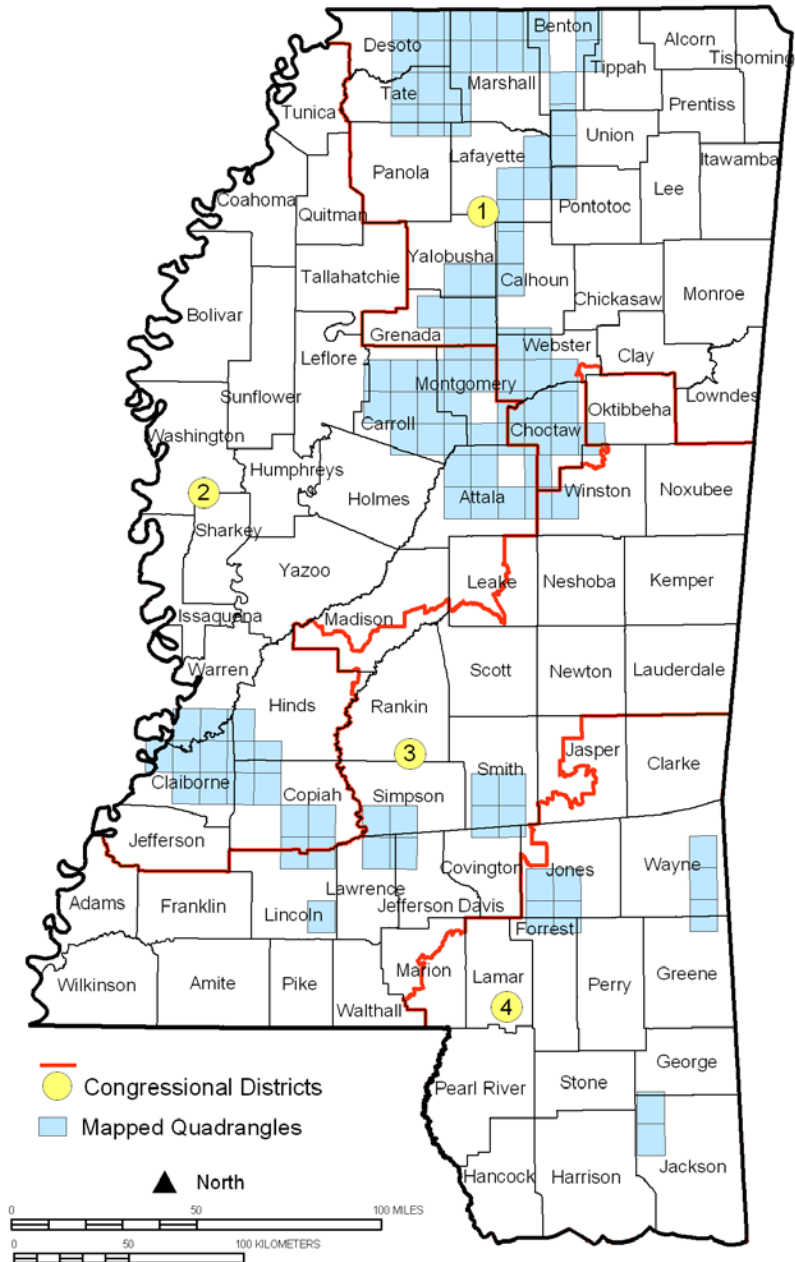 Benton
Desoto
Alcorn
Tishoming
Tippah
Marshall
Tate
Prentiss
Tunica
Union
Lafayette
Itawamba
Panola
Lee
Coahoma
Quitman
Pontotoc
1
Yalobusha
Tallahatchie
Calhoun
Monroe
Chickasaw
Bolivar
Grenada
Webster
Leflore
Clay
Montgomery
Sunflower
Lowndes
Oktibbeha
Carroll
Choctaw
Washington
Humphreys
2
Holmes
Attala
Winston
Noxubee
Sharkey
Yazoo
Leake
Neshoba
Kemper
Issaquena
Madison
Warren
Scott
Newton
Lauderdale
Hinds
Rankin
3
Jasper
Clarke
Smith
Claiborne
Copiah
Simpson
Jefferson
Covington
Jones
Wayne
Lawrence
Adams
Franklin
Lincoln
Jefferson Davis
Forrest
Marion
Lamar
Greene
Wilkinson
Amite
Pike
Perry
Walthall
4
George
Pearl River
Stone
Congressional Districts
Mapped Quadrangles
Jackson
Hancock
Harrison
North
0 50 100 MILES
0 50 100 KILOMETERS